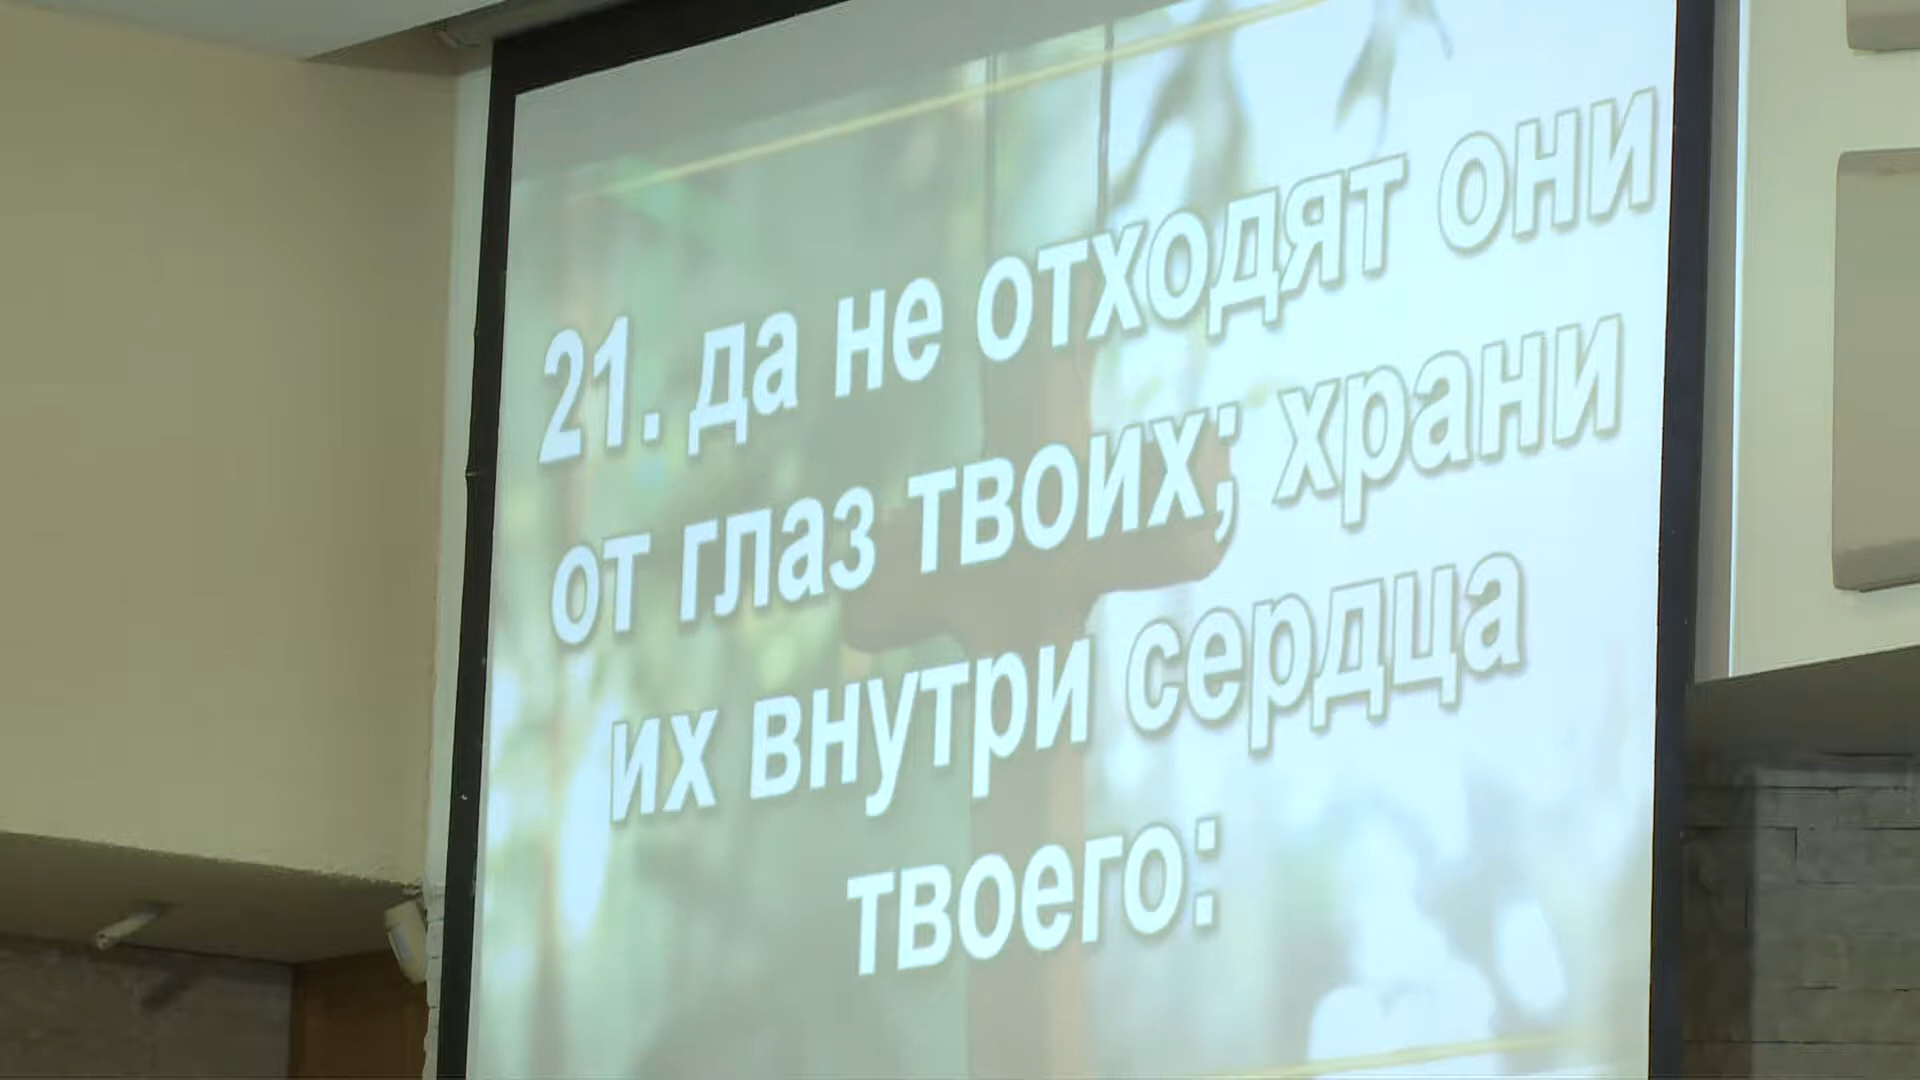 21. да не отходят они
от глаз твоих; храни
их внутри сердца
твоего: